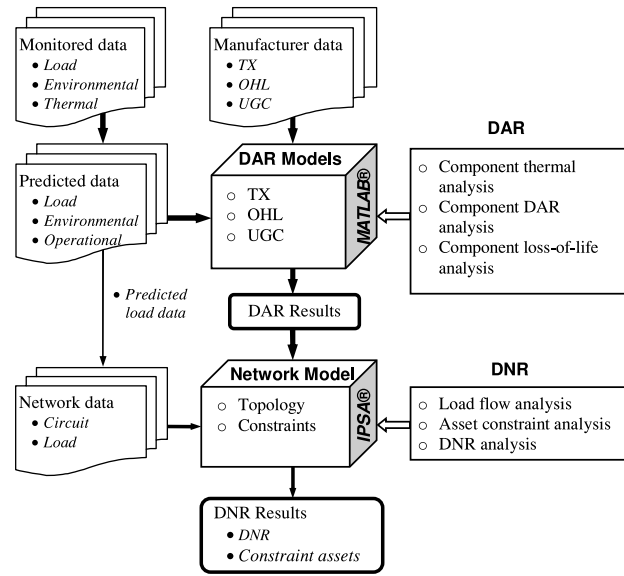 Monitored data
• Load
• Environmental
• Thermal
Manufacturer data
• TX
• OHL
• UGC
Predicted data
• Load
• Environmental
• Operational
DAR Models
○ TX
○ OHL
○ UGC
MATLAB®
DAR
○ Component thermal
analysis
○ Component DAR
analysis
○ Component loss-of-life
analysis
• Predicted
load data
DAR Results
Network data
• Circuit
• Load
Network Model
○ Topology
○ Constraints
IPSA®
DNR
○ Load flow analysis
○ Asset constraint analysis
○ DNR analysis
DNR Results
• DNR
• Constraint assets